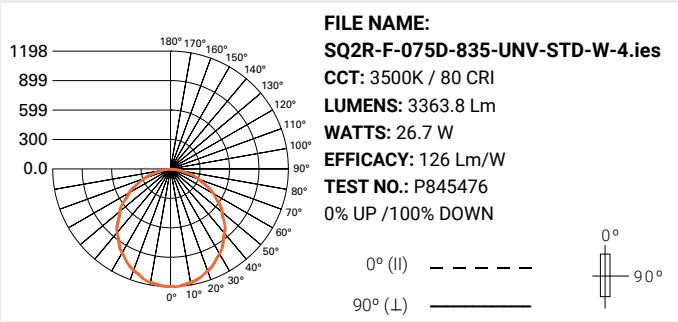 1198
899
599
300
0.0
180° 170° 160° 150° 140° 130° 120° 110° 100° 90° 80° 70° 60° 50° 40° 30° 20° 10° 0°
FILE NAME:
SQ2R-F-075D-835-UNV-STD-W-4.ies
CCT: 3500K / 80 CRI
LUMENS: 3363.8 Lm
WATTS: 26.7 W
EFFICACY: 126 Lm/W
TEST NO.: P845476
0% UP /100% DOWN
0° (II)
90° (⊥)
0°
90°